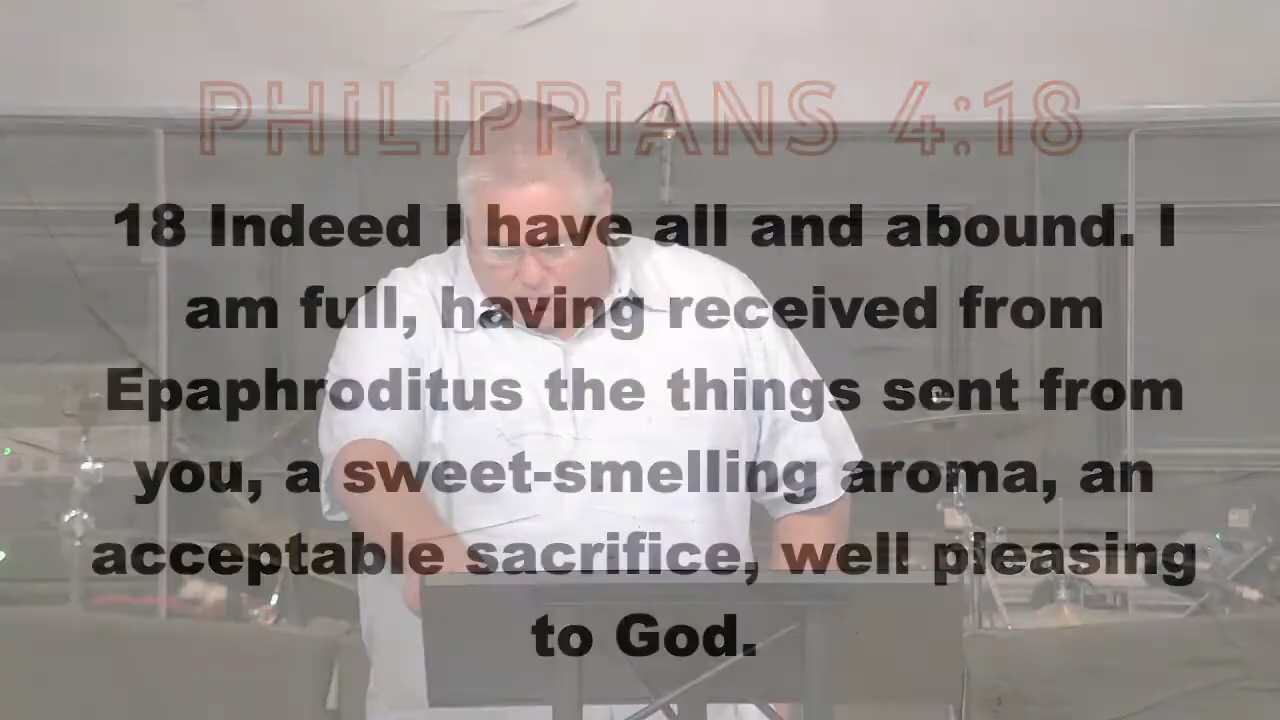 PHILIPPIANS 4:18
18 Indeed I have all and abound. I
am full, having received from
Epaphroditus the things sent from
you, a sweet-smelling aroma, an
acceptable sacrifice, well pleasing
to God.